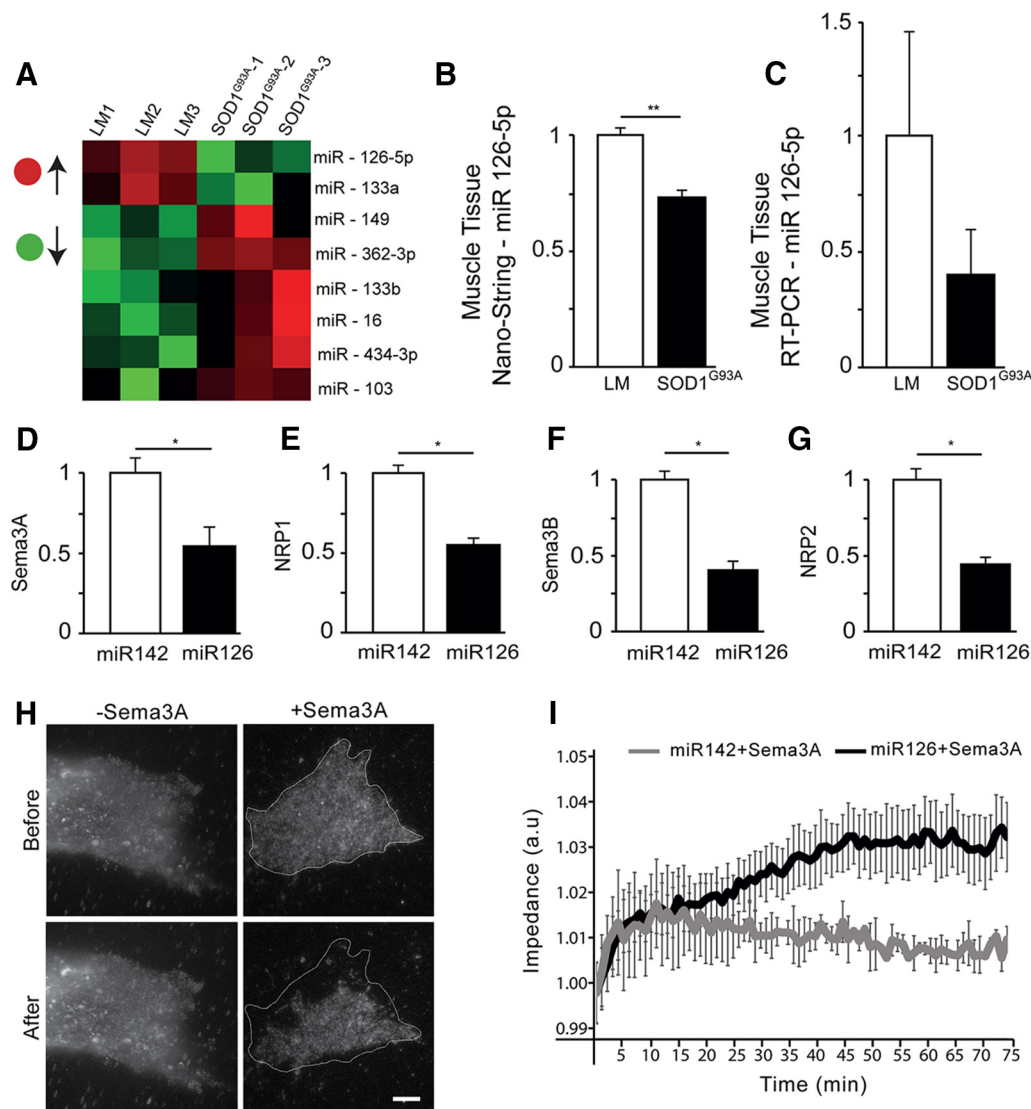 A
LM1
LM2
LM3
SOD1G93A-1
SOD1G93A-2
SOD1G93A-3
miR - 126-5p
miR - 133a
miR - 149
miR - 362-3p
miR - 133b
miR - 16
miR - 434-3p
miR - 103
B
Muscle Tissue
Nano-String - miR 126-5p
**
1
0.5
0
LM
SOD1G93A
C
Muscle Tissue
RT-PCR - miR 126-5p
1.5
1
0.5
0
LM
SOD1G93A
D
Sema3A
*
1
0.5
0
miR142
miR126
E
NRP1
*
1
0.5
0
miR142
miR126
F
Sema3B
*
1
0.5
0
miR142
miR126
G
NRP2
*
1
0.5
0
miR142
miR126
H
-Sema3A
+Sema3A
Before
After
I
miR142+Sema3A
miR126+Sema3A
Impedance (a.u)
1.05
1.04
1.03
1.02
1.01
1.00
0.99
5 10 15 20 25 30 35 40 45 50 55 60 65 70 75
Time (min)